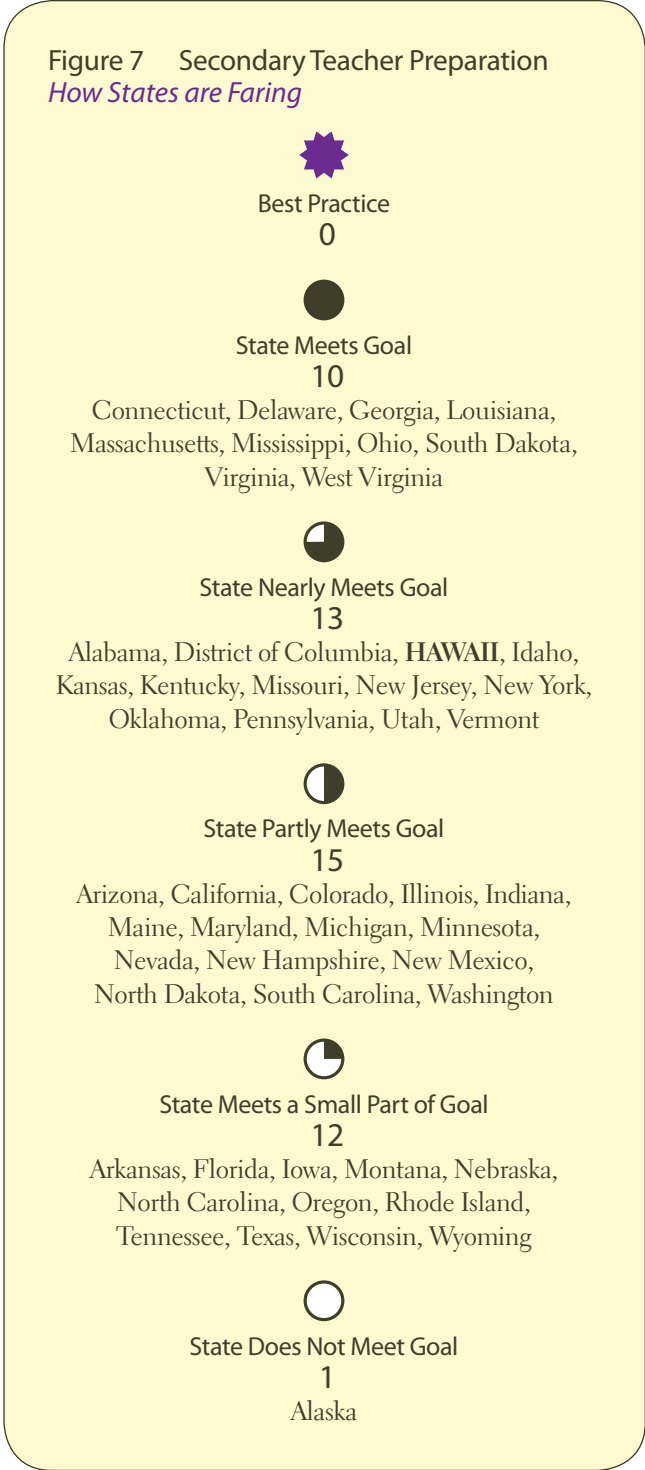 Figure 7 Secondary Teacher Preparation
How States are Faring
Best Practice
0
State Meets Goal
10
Connecticut, Delaware, Georgia, Louisiana,
Massachusetts, Mississippi, Ohio, South Dakota,
Virginia, West Virginia
State Nearly Meets Goal
13
Alabama, District of Columbia, HAWAII, Idaho,
Kansas, Kentucky, Missouri, New Jersey, New York,
Oklahoma, Pennsylvania, Utah, Vermont
State Partly Meets Goal
15
Arizona, California, Colorado, Illinois, Indiana,
Maine, Maryland, Michigan, Minnesota,
Nevada, New Hampshire, New Mexico,
North Dakota, South Carolina, Washington
State Meets a Small Part of Goal
12
Arkansas, Florida, Iowa, Montana, Nebraska,
North Carolina, Oregon, Rhode Island,
Tennessee, Texas, Wisconsin, Wyoming
State Does Not Meet Goal
1
Alaska